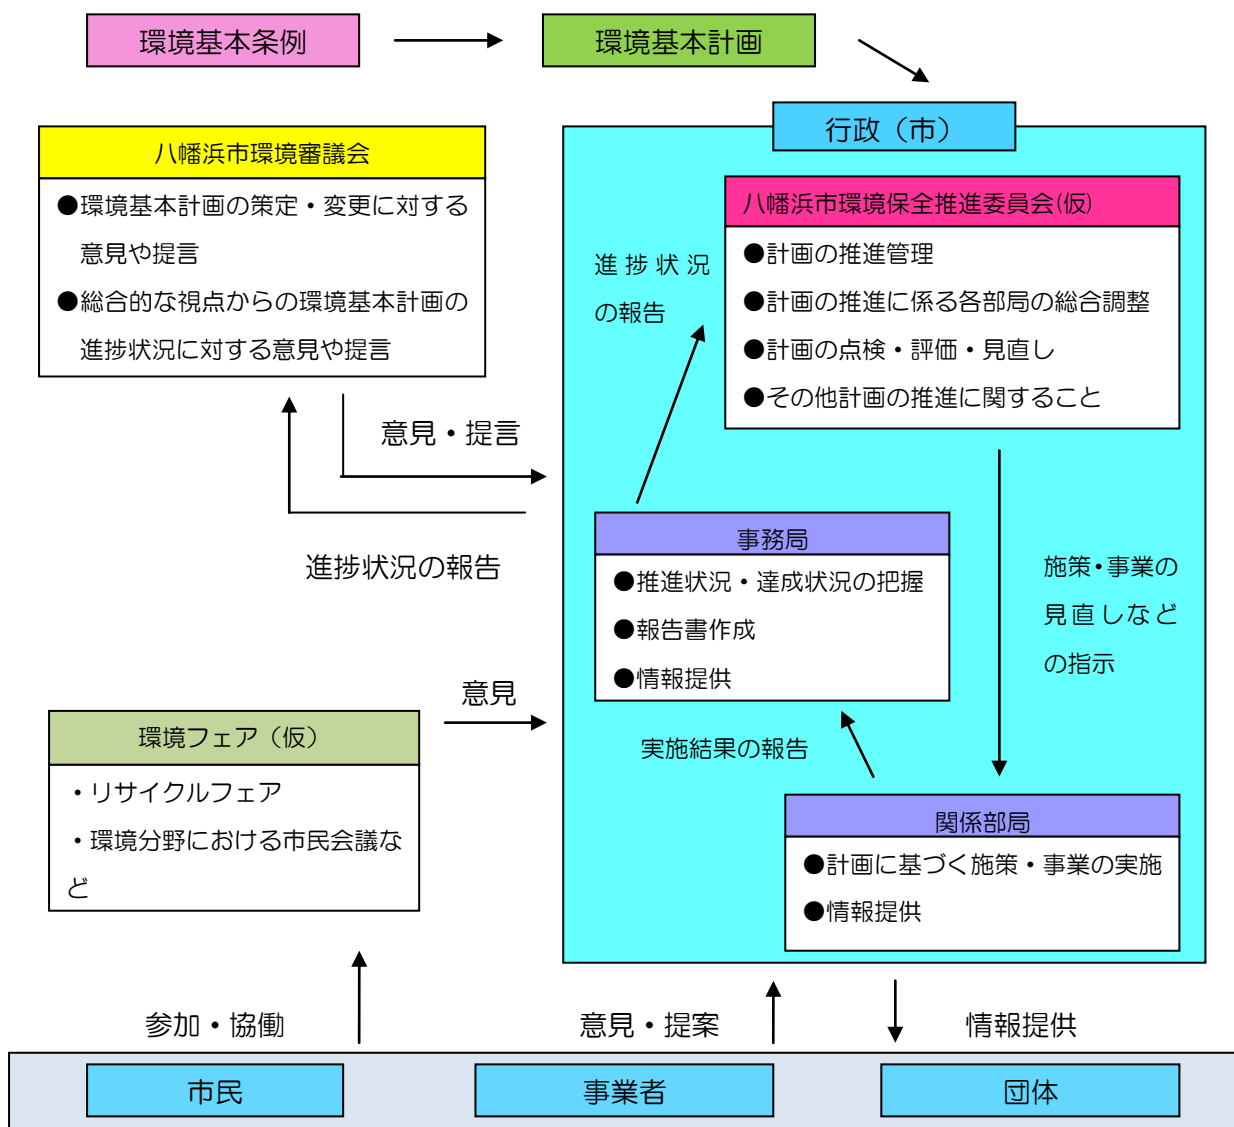 環境基本条例
環境基本計画
行政（市）
八幡浜市環境審議会
●環境基本計画の策定・変更に対する
意見や提言
●総合的な視点からの環境基本計画の
進捗状況に対する意見や提言
八幡浜市環境保全推進委員会(仮)
●計画の推進管理
●計画の推進に係る各部局の総合調整
●計画の点検・評価・見直し
●その他計画の推進に関すること
進捗状況
の報告
意見・提言
進捗状況の報告
事務局
●推進状況・達成状況の把握
●報告書作成
●情報提供
施策・事業の
見直しなど
の指示
意見
環境フェア（仮）
・リサイクルフェア
・環境分野における市民会議な
ど
実施結果の報告
関係部局
●計画に基づく施策・事業の実施
●情報提供
参加・協働
意見・提案
情報提供
市民
事業者
団体